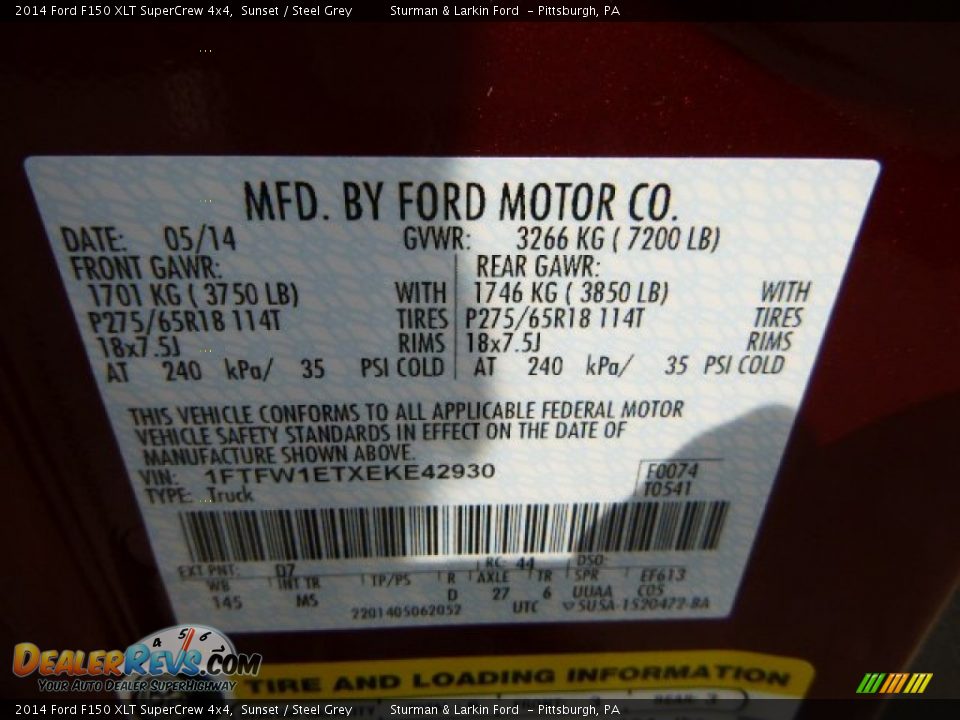 2014 Ford F150 XLT SuperCrew 4x4, Sunset / Steel Grey Sturman & Larkin Ford - Pittsburgh, PA
MFD. BY FORD MOTOR CO.
DATE: 05/14 GVWR: 3266 KG ( 7200 LB)
FRONT GAWR: REAR GAWR:
1701 KG ( 3750 LB) WITH 1746 KG ( 3850 LB) WITH
P275/65R18 114T TIRES P275/65R18 114T TIRES
18x7.5J RIMS 18x7.5J RIMS
AT 240 kPa/ 35 PSI COLD AT 240 kPa/ 35 PSI COLD
THIS VEHICLE CONFORMS TO ALL APPLICABLE FEDERAL MOTOR
VEHICLE SAFETY STANDARDS IN EFFECT ON THE DATE OF
MANUFACTURE SHOWN ABOVE.
VIN: 1FTFW1ETXEKE42930 F0074
TYPE: Truck T0541
EXT PNT: D7 RC: 44 DSO:
WB INT TR TP/PS R AXLE TR SPR EF613
145 MS D 27 6 UUAA C05
2201405062052 UTC SUSA-1520472-BA
4 5 6
DEALERREVS.COM
YOUR AUTO DEALER SUPERHIGHWAY
TIRE AND LOADING INFORMATION
2014 Ford F150 XLT SuperCrew 4x4, Sunset / Steel Grey Sturman & Larkin Ford - Pittsburgh, PA